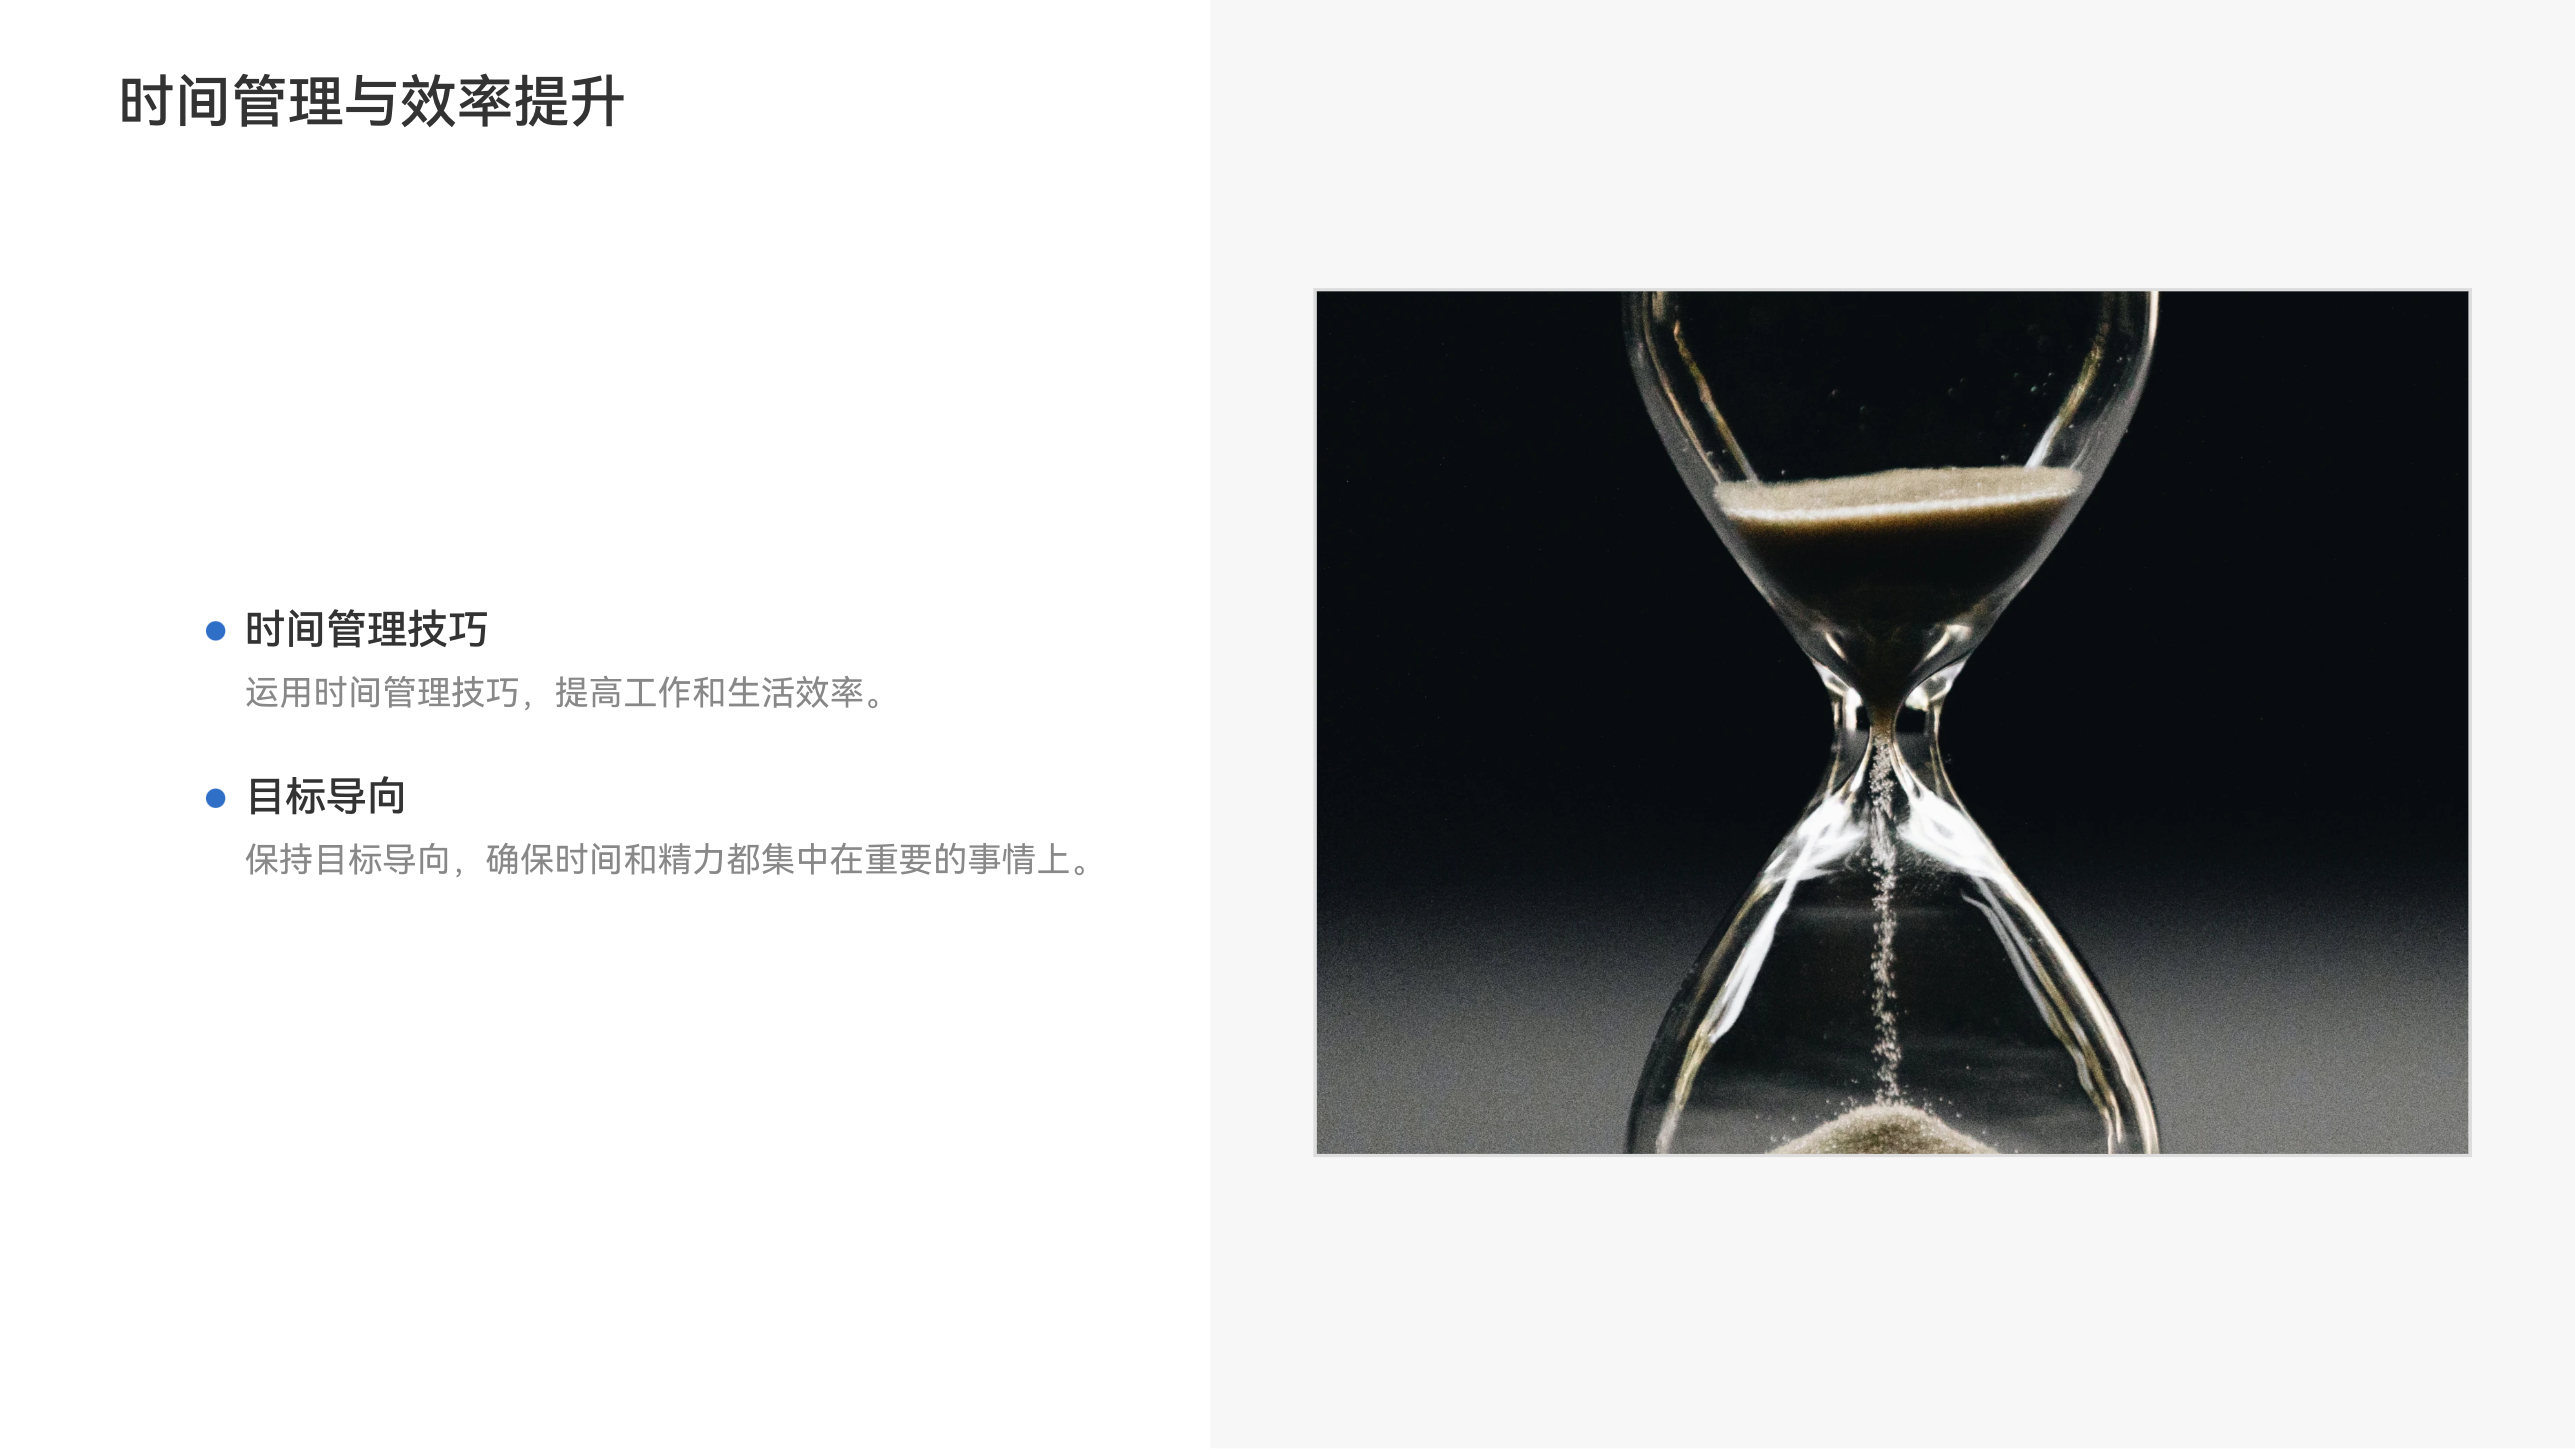 时间管理与效率提升
时间管理技巧
运用时间管理技巧，提高工作和生活效率。
目标导向
保持目标导向，确保时间和精力都集中在重要的事情上。